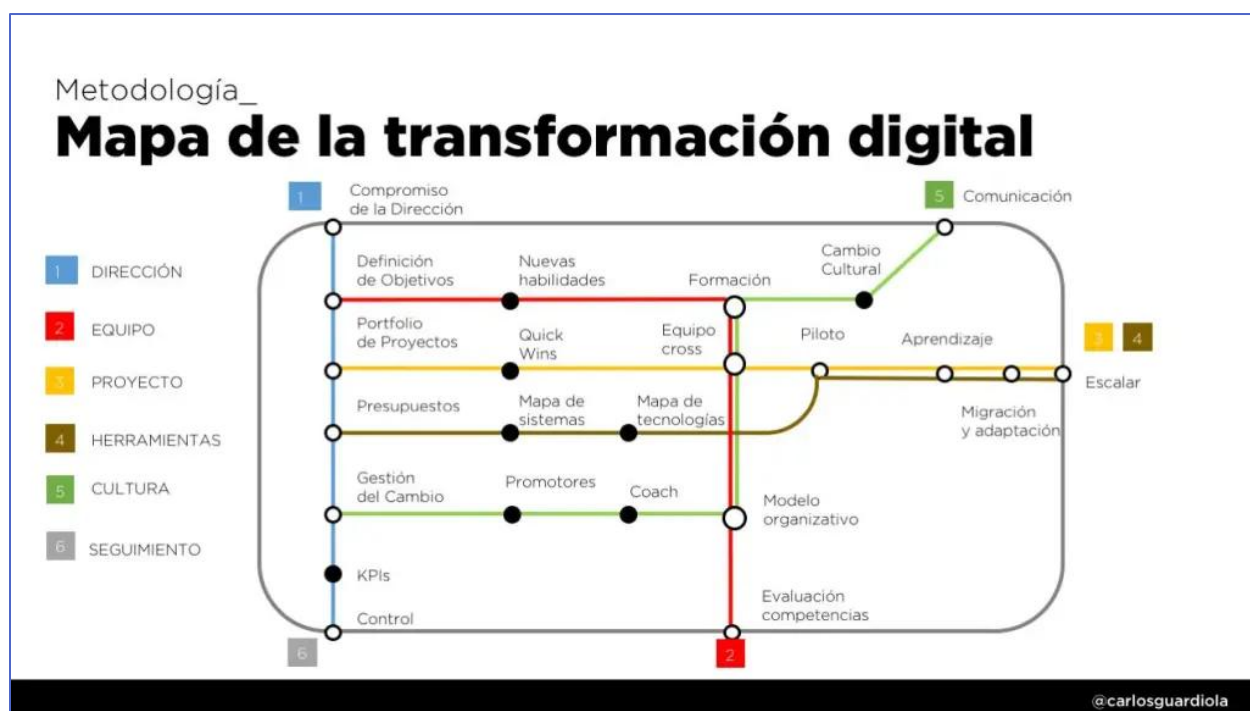 Metodología_
Mapa de la transformación digital
1
Compromiso
de la Dirección
5
Comunicación
1
DIRECCIÓN
2
EQUIPO
3
PROYECTO
4
HERRAMIENTAS
5
CULTURA
6
SEGUIMIENTO
Definición
de Objetivos
Nuevas
habilidades
Formación
Cambio
Cultural
Portfolio
de Proyectos
Quick
Wins
Equipo
cross
Piloto
Aprendizaje
3
4
Escalar
Presupuestos
Mapa de
sistemas
Mapa de
tecnologías
Migración
y adaptación
Gestión
del Cambio
Promotores
Coach
Modelo
organizativo
KPIs
Control
Evaluación
competencias
6
2
@carlosguardiola